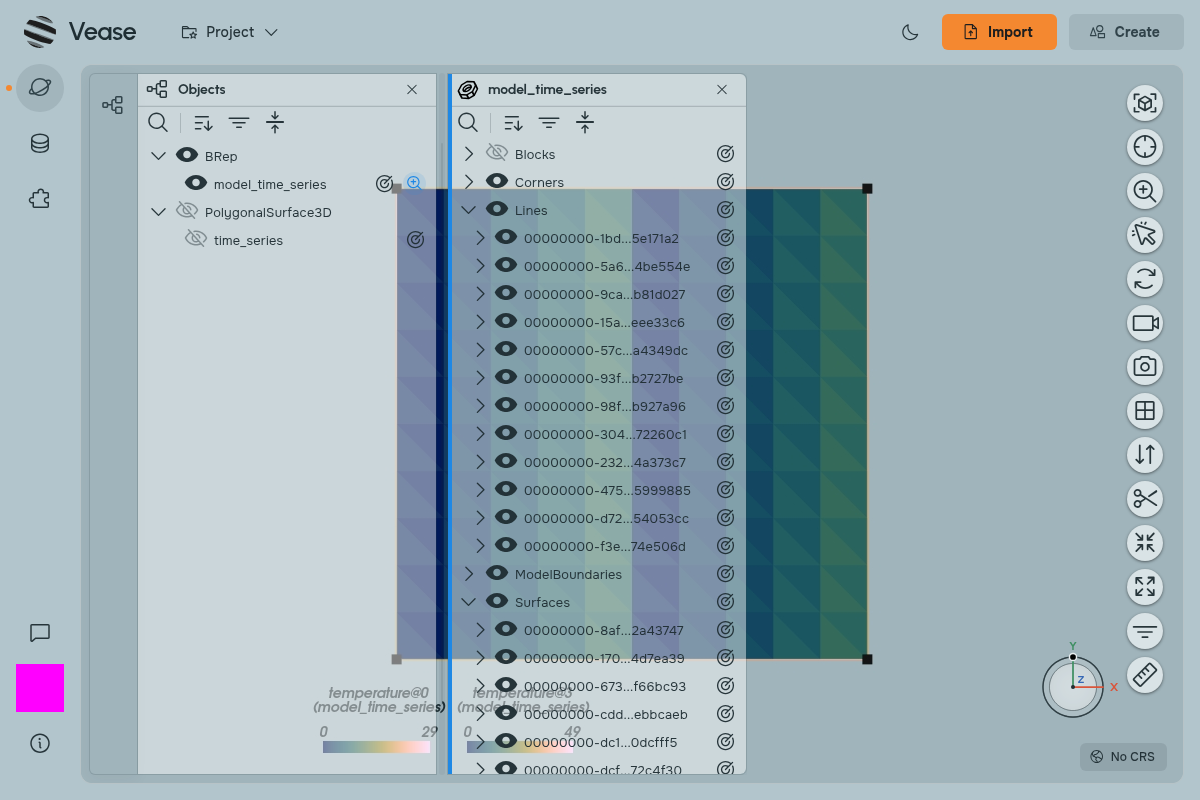 Vease
Project
Import
Create
Objects
model_time_series
BRep
model_time_series
PolygonalSurface3D
time_series
Blocks
Corners
Lines
00000000-1bd...5e171a2
00000000-5a6...4be554e
00000000-9ca...b81d027
00000000-15a...eee33c6
00000000-57c...a4349dc
00000000-93f...b2727be
00000000-98f...b927a96
00000000-304...72260c1
00000000-232...4a373c7
00000000-475...5999885
00000000-d72...54053cc
00000000-f3e...74e506d
ModelBoundaries
Surfaces
00000000-8af...2a43747
00000000-170...4d7ea39
00000000-673...f66bc93
00000000-cdd...ebbcaeb
00000000-dc1...0dcfff5
00000000-dcf...72c4f30
temperature@0
(model_time_series)
0 29
temperature@3
(model_time_series)
0 49
Y
Z
X
No CRS